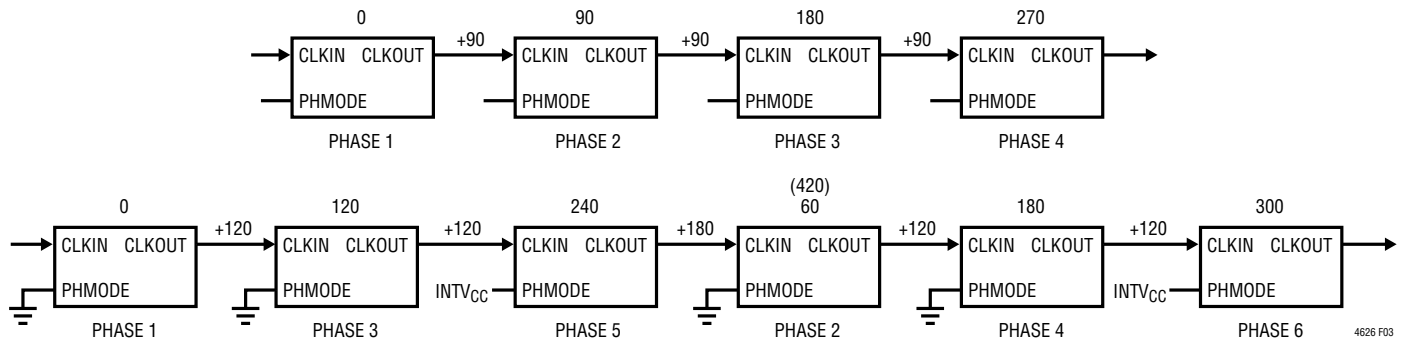 0 90 180 270
+90 +90 +90
CLKIN CLKOUT CLKIN CLKOUT CLKIN CLKOUT CLKIN CLKOUT
PHMODE PHMODE PHMODE PHMODE
PHASE 1 PHASE 2 PHASE 3 PHASE 4
(420)
0 120 240 60 180 300
+120 +120 +180 +120 +120
CLKIN CLKOUT CLKIN CLKOUT CLKIN CLKOUT CLKIN CLKOUT CLKIN CLKOUT CLKIN CLKOUT
PHMODE PHMODE INTVCC PHMODE PHMODE PHMODE INTVCC PHMODE
PHASE 1 PHASE 3 PHASE 5 PHASE 2 PHASE 4 PHASE 6 4626 F03